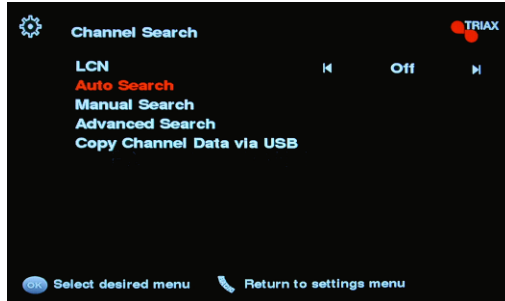 Channel Search
TRIAX
LCN Off
Auto Search
Manual Search
Advanced Search
Copy Channel Data via USB
OK Select desired menu Return to settings menu